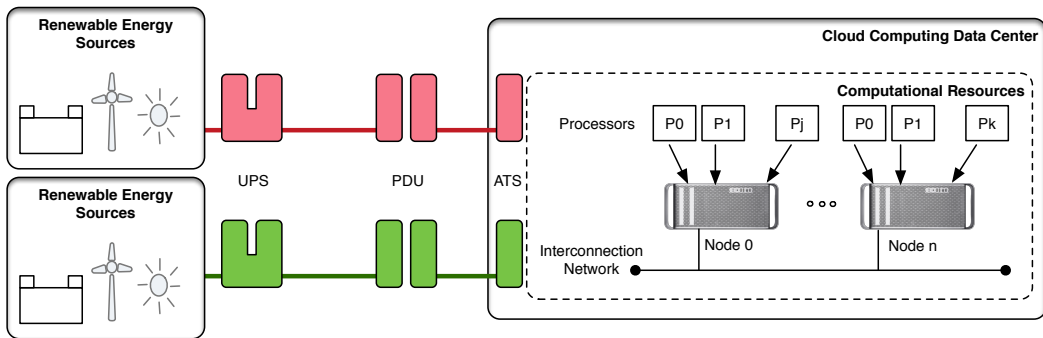 Renewable Energy
Sources
Cloud Computing Data Center
Computational Resources
Processors
P0
P1
Pj
P0
P1
Pk
UPS
PDU
ATS
Renewable Energy
Sources
Node 0
Node n
Interconnection
Network